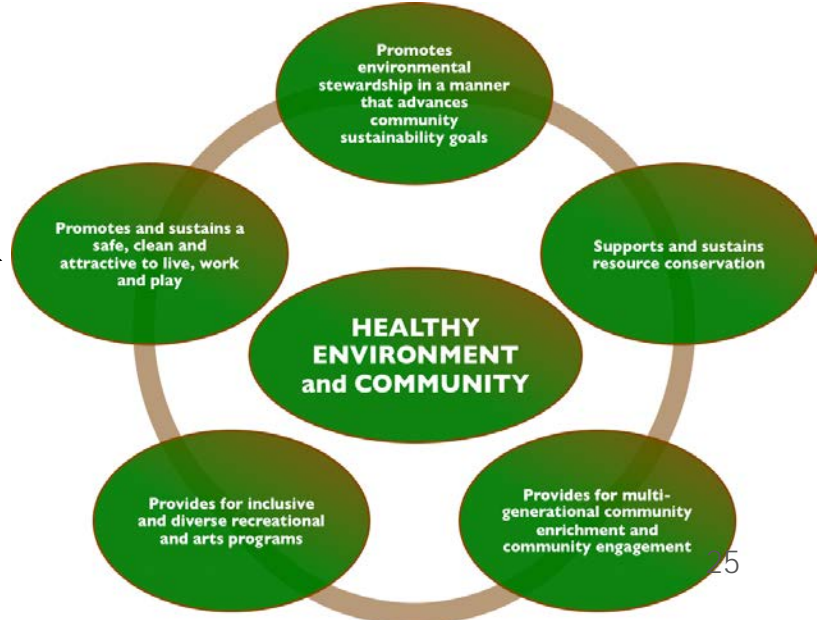 Promotes
environmental
stewardship in a manner
that advances
community
sustainability goals
Promotes and sustains a
safe, clean and
attractive to live, work
and play
Supports and sustains
resource conservation
HEALTHY
ENVIRONMENT
and COMMUNITY
Provides for inclusive
and diverse recreational
and arts programs
Provides for multi-
generational community
enrichment and
community engagement
25